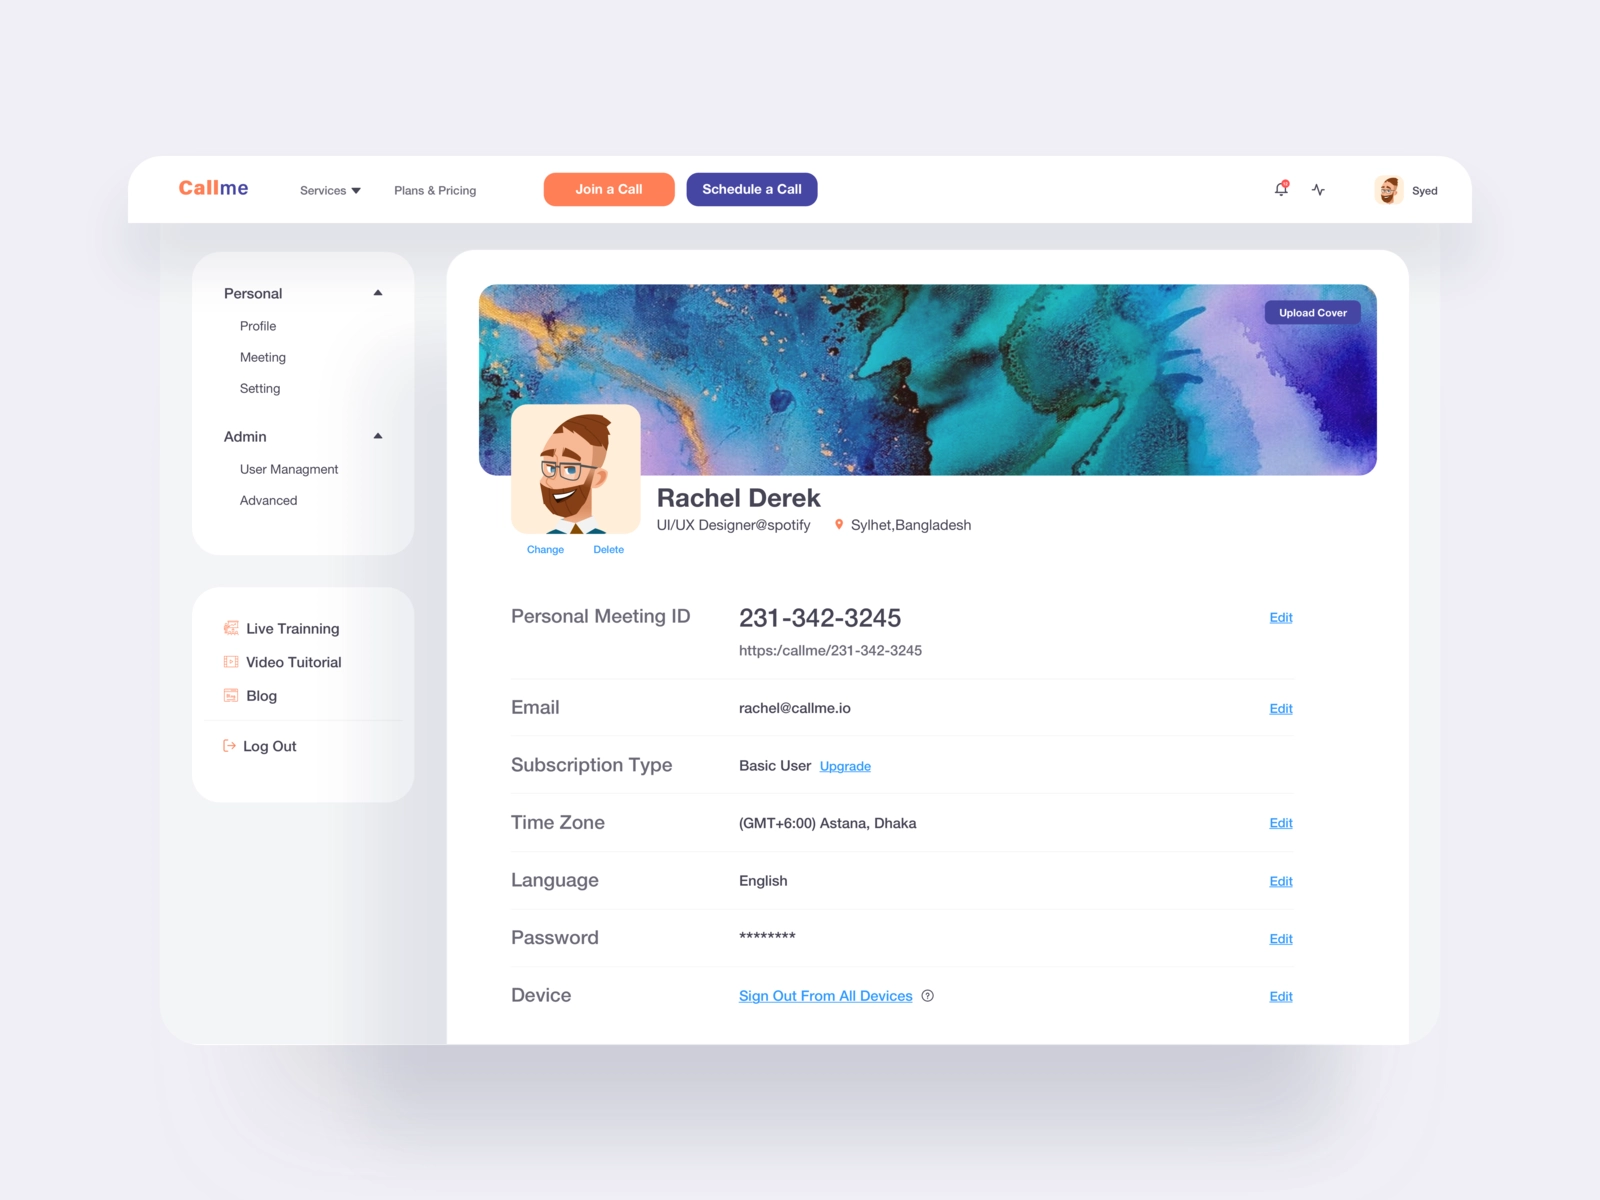 Callme
Services
Plans & Pricing
Join a Call
Schedule a Call
Syed
Personal
Profile
Meeting
Setting
Admin
User Managment
Advanced
Live Trainning
Video Tuitorial
Blog
Log Out
Upload Cover
Rachel Derek
UI/UX Designer@spotify
Sylhet,Bangladesh
Change
Delete
Personal Meeting ID
231-342-3245
Edit
https:/callme/231-342-3245
Email
rachel@callme.io
Edit
Subscription Type
Basic User Upgrade
Time Zone
(GMT+6:00) Astana, Dhaka
Edit
Language
English
Edit
Password
********
Edit
Device
Sign Out From All Devices
Edit